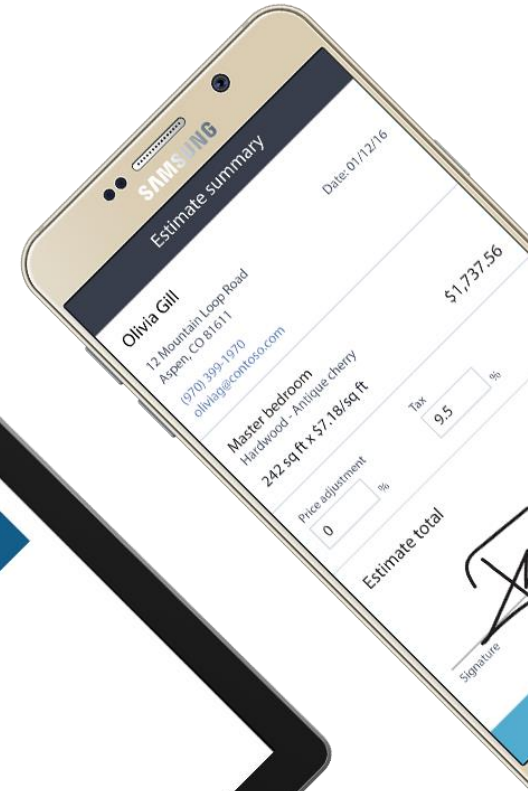 SAMSUNG
Estimate summary
Date: 01/12/16
Olivia Gill
12 Mountain Loop Road
Aspen, CO 81611
(970) 399-1970
oliviag@contoso.com
Master bedroom
Hardwood - Antique cherry
242 sq ft x $7.18/sq ft
$1,737.56
Price adjustment
0 %
Tax
9.5 %
Estimate total
Signature